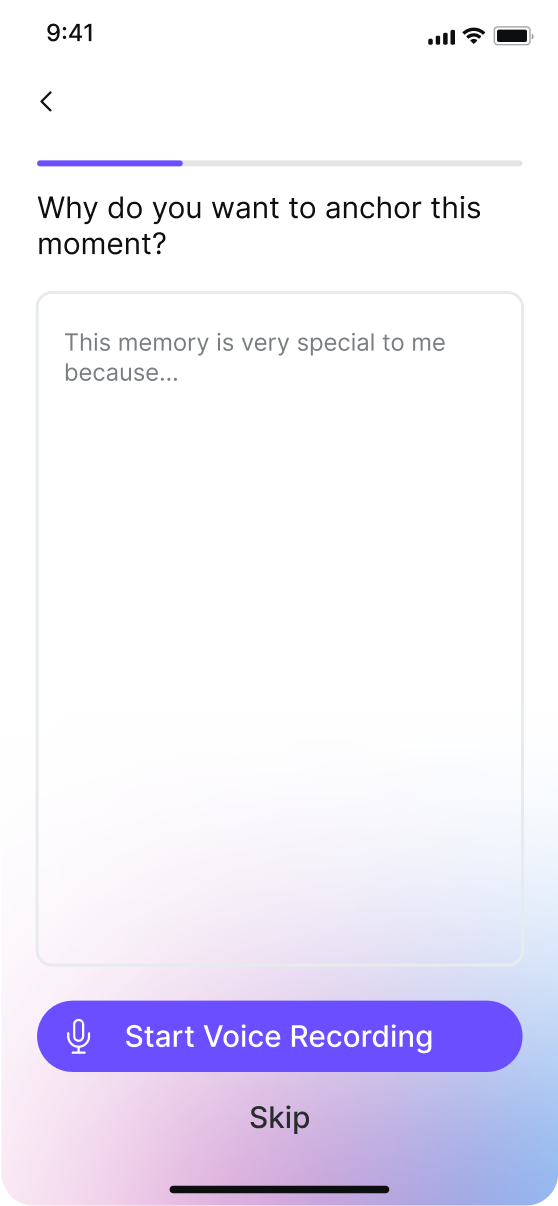 9:41
Why do you want to anchor this
moment?
This memory is very special to me
because...
Start Voice Recording
Skip